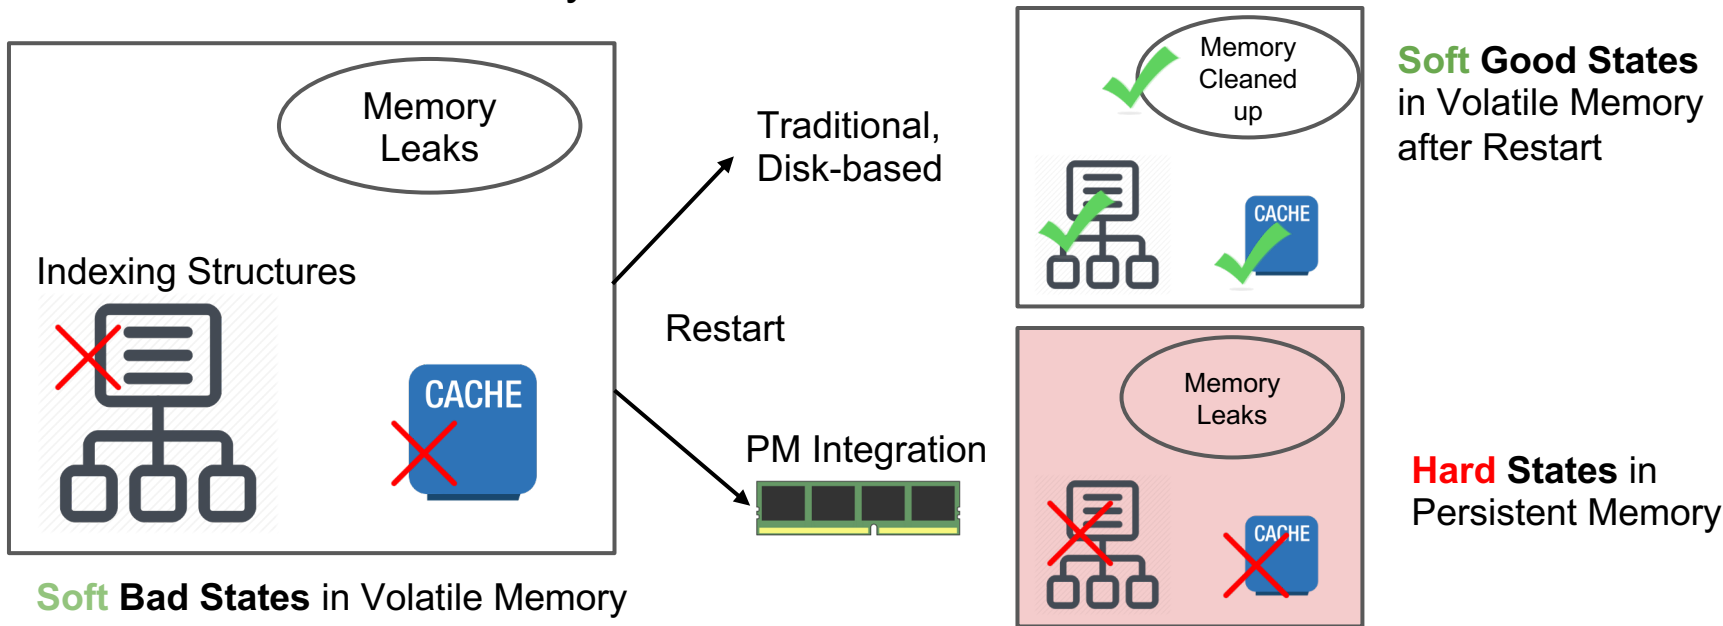 Memory
Leaks
Indexing Structures
CACHE
Soft Bad States in Volatile Memory
Traditional,
Disk-based
Restart
PM Integration
Memory
Cleaned
up
CACHE
Soft Good States
in Volatile Memory
after Restart
Memory
Leaks
CACHE
Hard States in
Persistent Memory